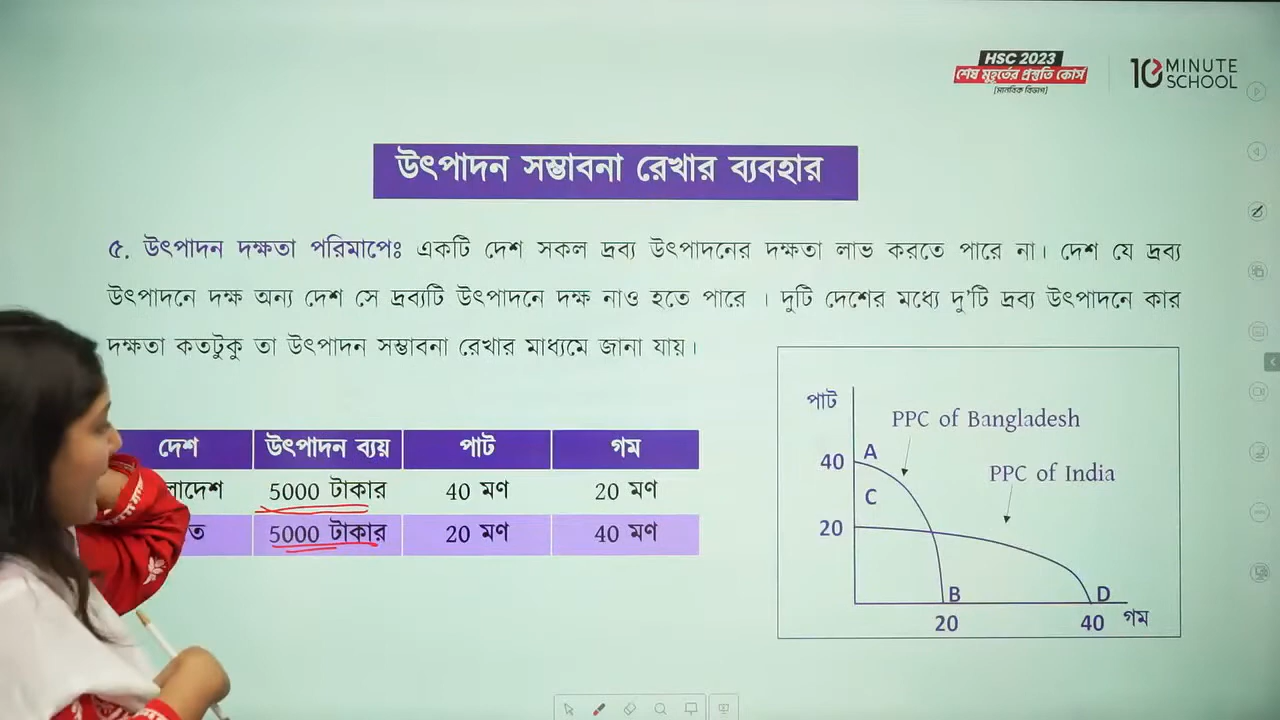 HSC 2023
শেষ মুহূর্তের প্রস্তুতি কোর্স
[মানবিক বিভাগ]
10 MINUTE SCHOOL
উৎপাদন সম্ভাবনা রেখার ব্যবহার
৫. উৎপাদন দক্ষতা পরিমাপেঃ একটি দেশ সকল দ্রব্য উৎপাদনের দক্ষতা লাভ করতে পারে না। দেশ যে দ্রব্য
উৎপাদনে দক্ষ অন্য দেশ সে দ্রব্যটি উৎপাদনে দক্ষ নাও হতে পারে । দুটি দেশের মধ্যে দু'টি দ্রব্য উৎপাদনে কার
দক্ষতা কতটুকু তা উৎপাদন সম্ভাবনা রেখার মাধ্যমে জানা যায়।
দেশ উৎপাদন ব্যয় পাট গম
লাদেশ 5000 টাকার 40 মণ 20 মণ
ত 5000 টাকার 20 মণ 40 মণ
পাট
PPC of Bangladesh
40 A
PPC of India
C
20
B D
20 40 গম